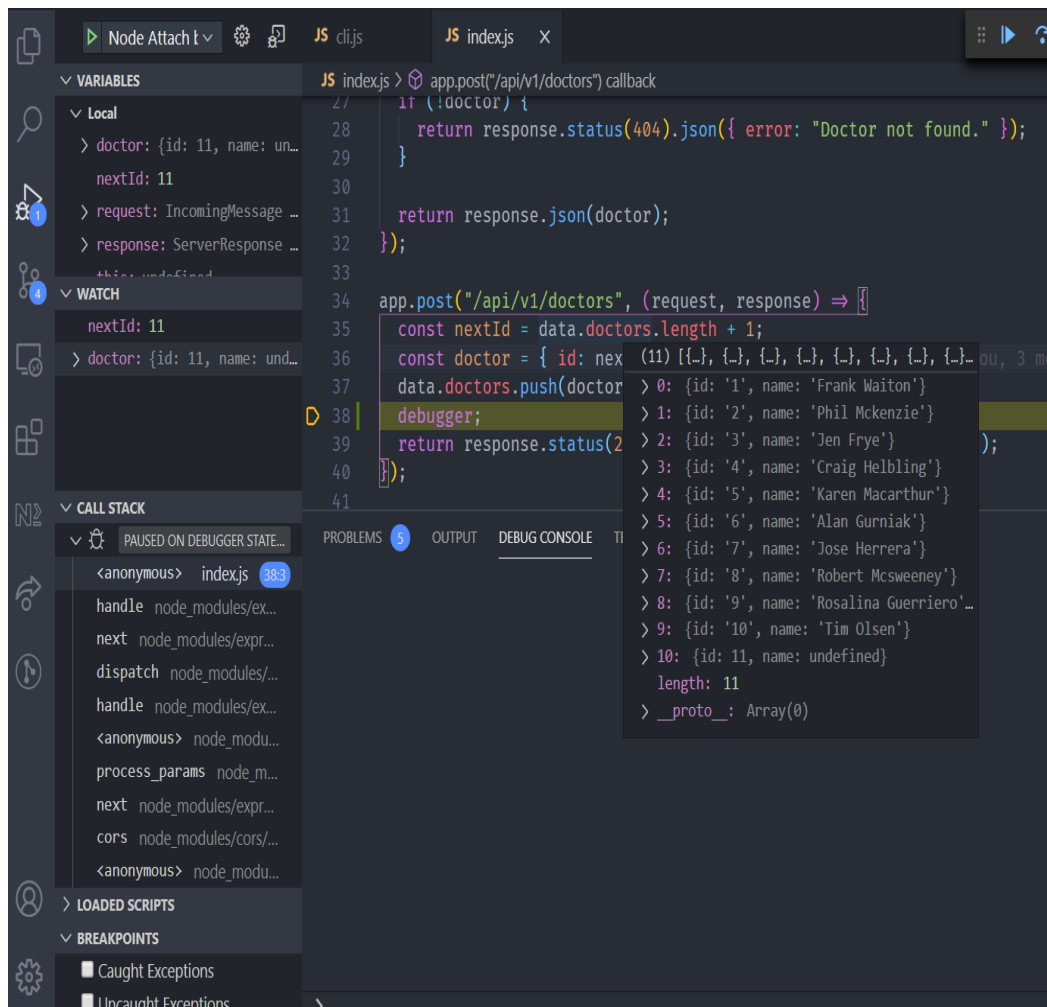 Node Attach b
JS cli.js
JS index.js
VARIABLES
Local
doctor: {id: 11, name: un…
nextId: 11
request: IncomingMessage …
response: ServerResponse …
this: undefined
WATCH
nextId: 11
doctor: {id: 11, name: und…
CALL STACK
PAUSED ON DEBUGGER STATE…
<anonymous> index.js 38:3
handle node_modules/ex…
next node_modules/expr…
dispatch node_modules/…
handle node_modules/ex…
<anonymous> node_modu…
process_params node_m…
next node_modules/expr…
cors node_modules/cors/…
<anonymous> node_modu…
LOADED SCRIPTS
BREAKPOINTS
Caught Exceptions
Uncaught Exceptions
1
4
JS index.js > app.post("/api/v1/doctors") callback
27 if (!doctor) {
28 return response.status(404).json({ error: "Doctor not found." });
29 }
30
31 return response.json(doctor);
32 });
33
34 app.post("/api/v1/doctors", (request, response) => {
35 const nextId = data.doctors.length + 1;
36 const doctor = { id: nex ou, 3 m
37 data.doctors.push(doctor
38 debugger;
39 return response.status(2 );
40 });
41
(11) [{…}, {…}, {…}, {…}, {…}, {…}, {…}, {…}…
0: {id: '1', name: 'Frank Waiton'}
1: {id: '2', name: 'Phil Mckenzie'}
2: {id: '3', name: 'Jen Frye'}
3: {id: '4', name: 'Craig Helbling'}
4: {id: '5', name: 'Karen Macarthur'}
5: {id: '6', name: 'Alan Gurniak'}
6: {id: '7', name: 'Jose Herrera'}
7: {id: '8', name: 'Robert Mcsweeney'}
8: {id: '9', name: 'Rosalina Guerriero'…
9: {id: '10', name: 'Tim Olsen'}
10: {id: 11, name: undefined}
length: 11
__proto__: Array(0)
PROBLEMS 5 OUTPUT DEBUG CONSOLE